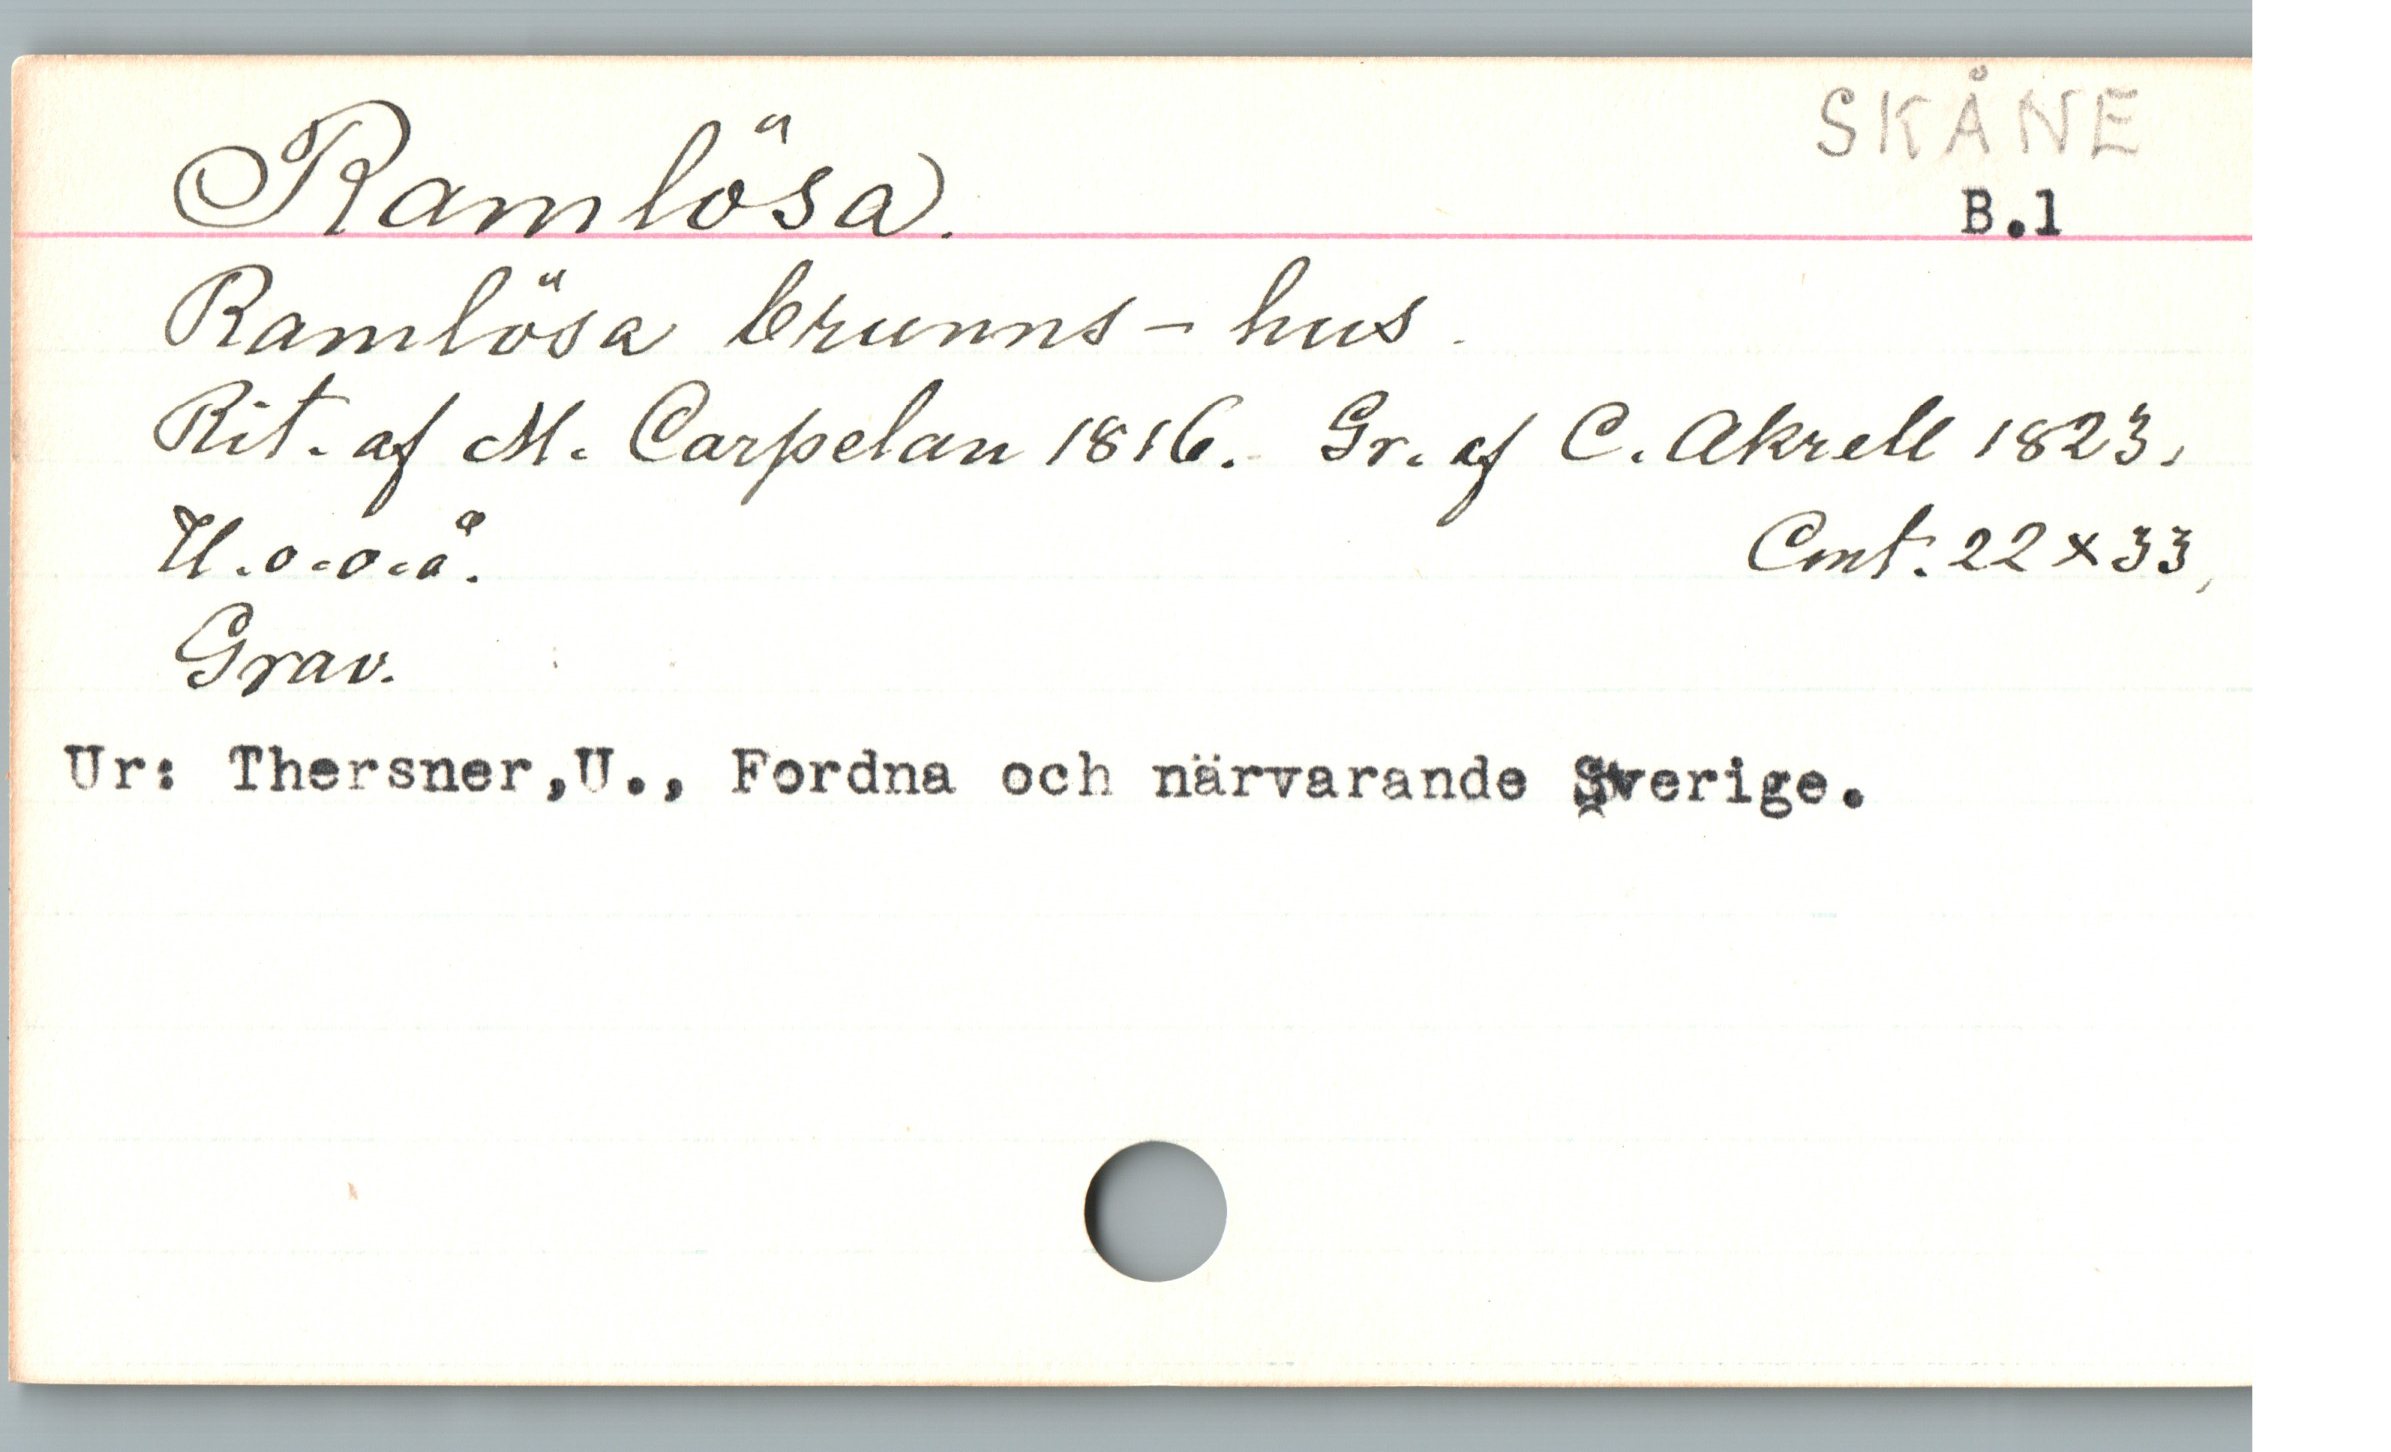 SKÅNE
Ramlösa.
B.1
Ramlösa brunns-hus.
Rit. af M. Carpelan 1816. Gr. af C. Akrell 1823.
U.o.o.å. Cmt. 22 x 33,
Grav.
Ur: Thersner,U., Fordna och närvarande Sverige.